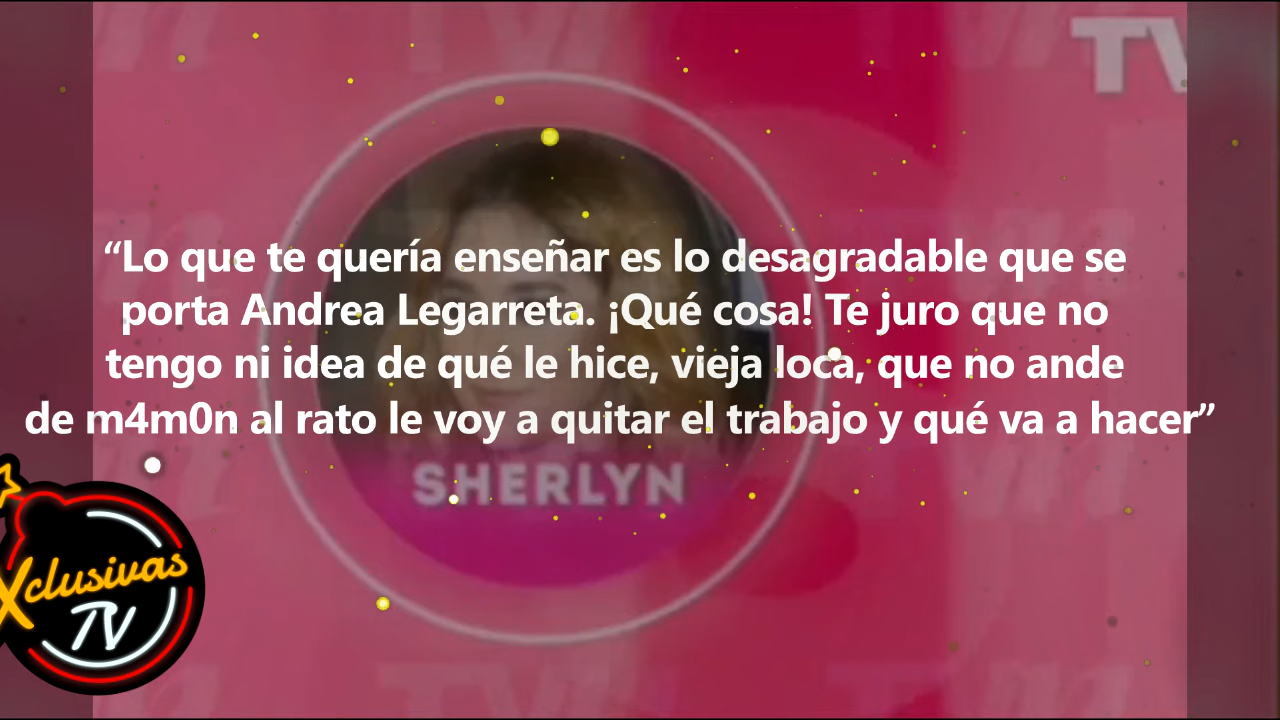 TV
“Lo que te quería enseñar es lo desagradable que se
porta Andrea Legarreta. ¡Qué cosa! Te juro que no
tengo ni idea de qué le hice, vieja loca, que no ande
de m4m0n al rato le voy a quitar el trabajo y qué va a hacer”
SHERLYN
Xclusivas
TV